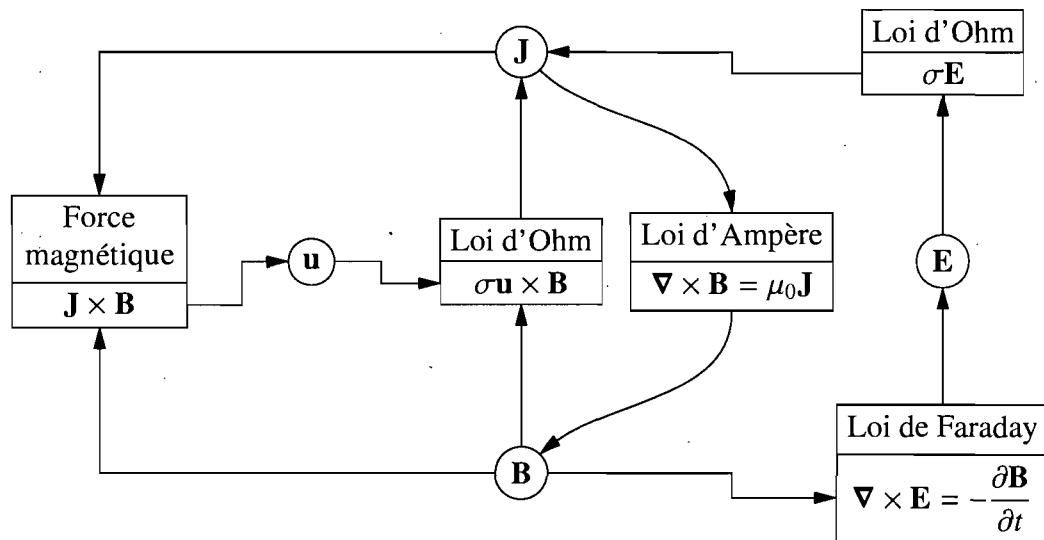 J
Loi d'Ohm
σE
Force
magnétique
J × B
u
Loi d'Ohm
σu × B
Loi d'Ampère
∇ × B = μ₀J
E
B
Loi de Faraday
∇ × E = -∂B/∂t